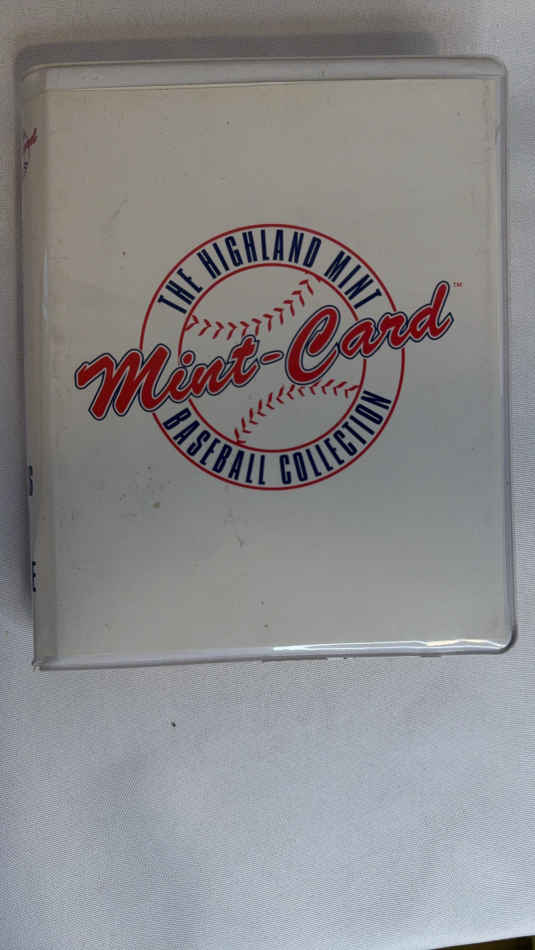 THE HIGHLAND MINT
Mint-Card™
BASEBALL COLLECTION